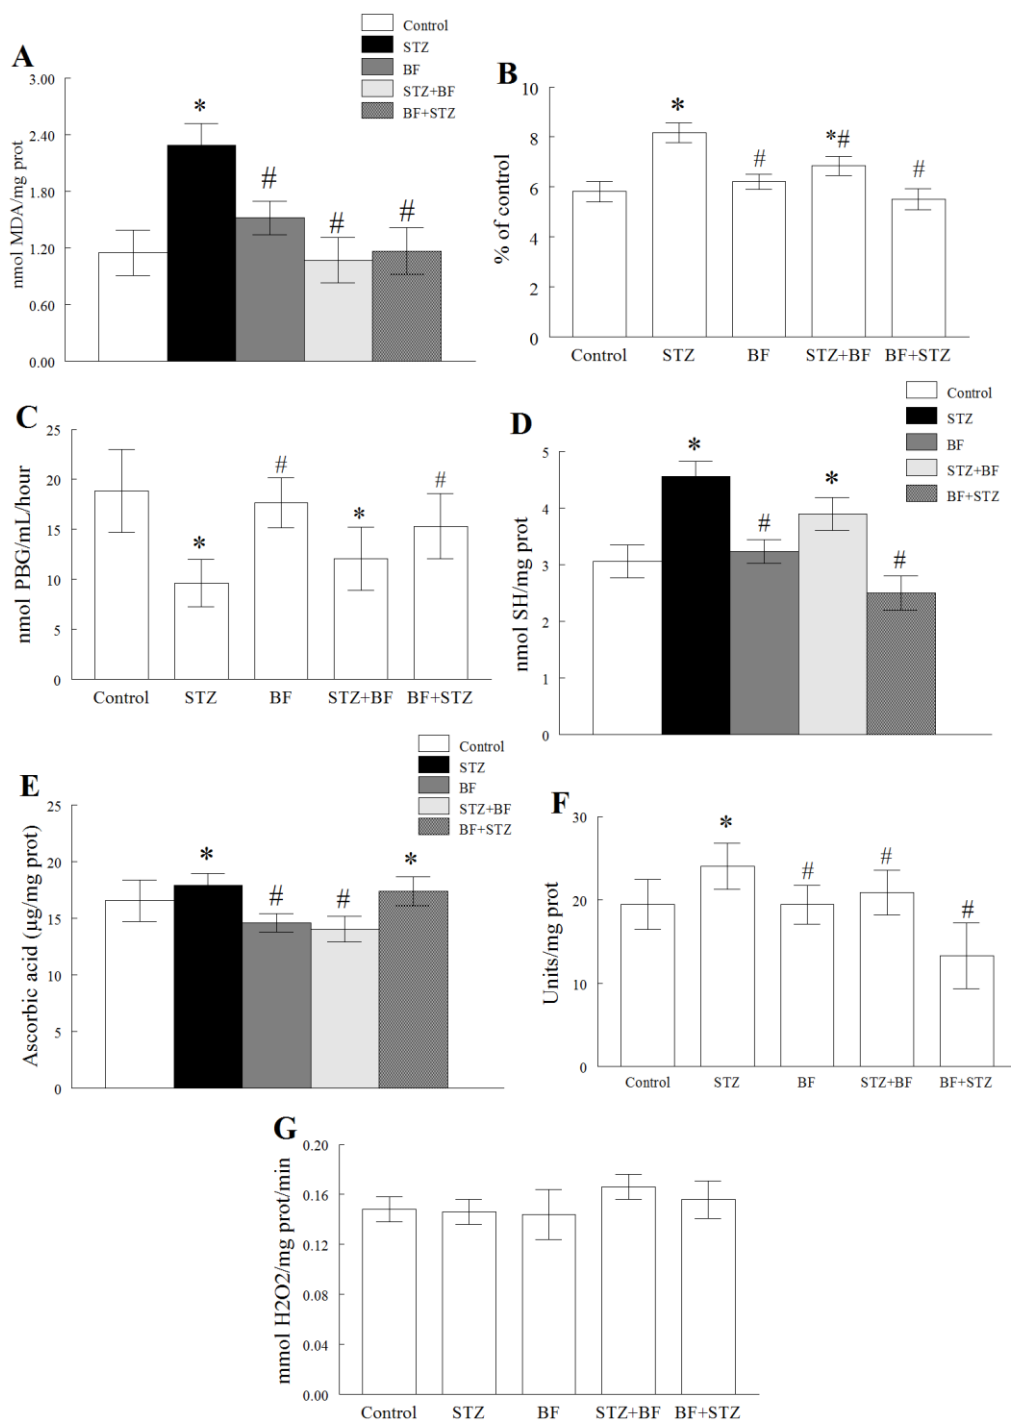 A
Control
STZ
BF
STZ+BF
BF+STZ
nmol MDA/mg prot
3.00
2.40
1.80
1.20
0.60
0.00
*
#
#
#
B
% of control
10
8
6
4
2
0
*
#
*#
#
Control STZ BF STZ+BF BF+STZ
C
nmol PBG/mL/hour
25
20
15
10
5
0
*
#
*
#
Control STZ BF STZ+BF BF+STZ
D
Control
STZ
BF
STZ+BF
BF+STZ
nmol SH/mg prot
5
4
3
2
1
0
*
#
*
#
E
Control
STZ
BF
STZ+BF
BF+STZ
Ascorbic acid (µg/mg prot)
25
20
15
10
5
0
*
#
#
*
F
Units/mg prot
30
20
10
0
*
#
#
#
Control STZ BF STZ+BF BF+STZ
G
mmol H2O2/mg prot/min
0.20
0.16
0.12
0.08
0.04
0.00
Control STZ BF STZ+BF BF+STZ